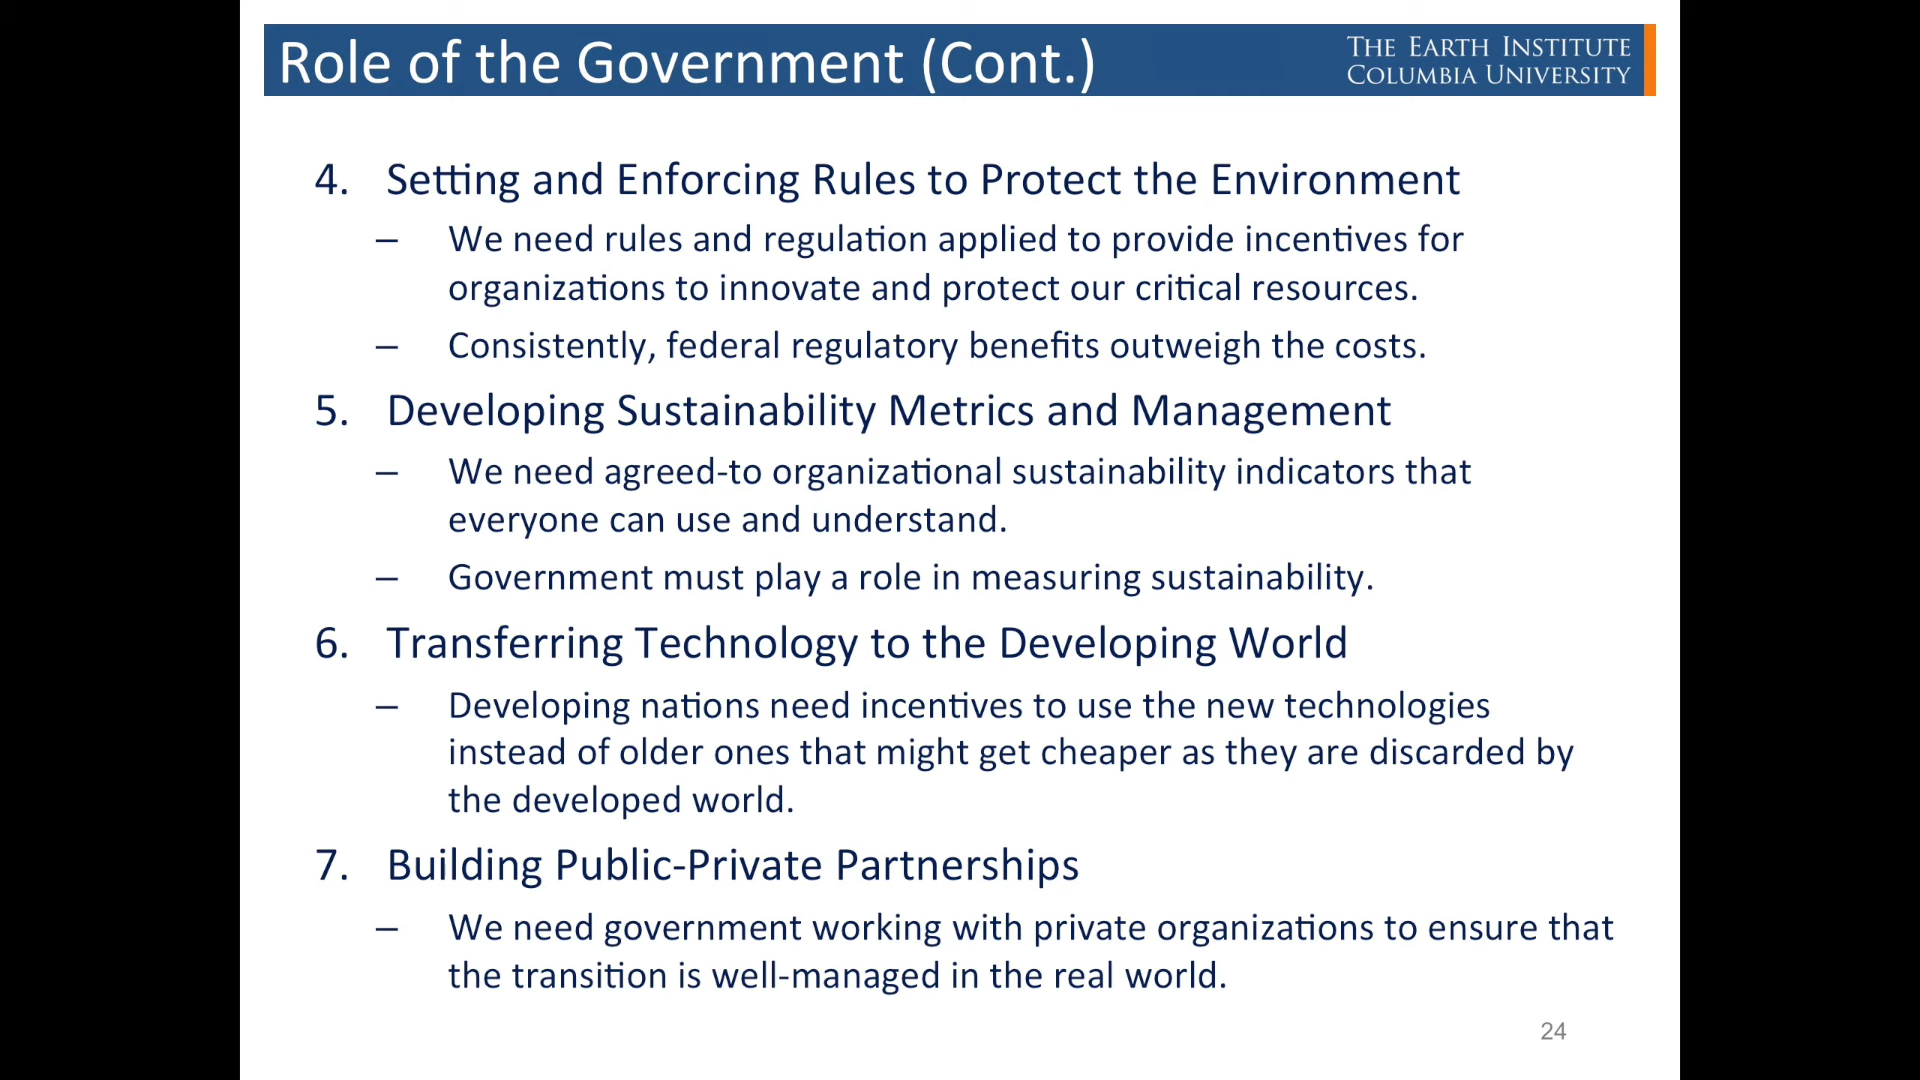 Role of the Government (Cont.)
THE EARTH INSTITUTE
COLUMBIA UNIVERSITY
4. Setting and Enforcing Rules to Protect the Environment
– We need rules and regulation applied to provide incentives for
organizations to innovate and protect our critical resources.
– Consistently, federal regulatory benefits outweigh the costs.
5. Developing Sustainability Metrics and Management
– We need agreed-to organizational sustainability indicators that
everyone can use and understand.
– Government must play a role in measuring sustainability.
6. Transferring Technology to the Developing World
– Developing nations need incentives to use the new technologies
instead of older ones that might get cheaper as they are discarded by
the developed world.
7. Building Public-Private Partnerships
– We need government working with private organizations to ensure that
the transition is well-managed in the real world.
24